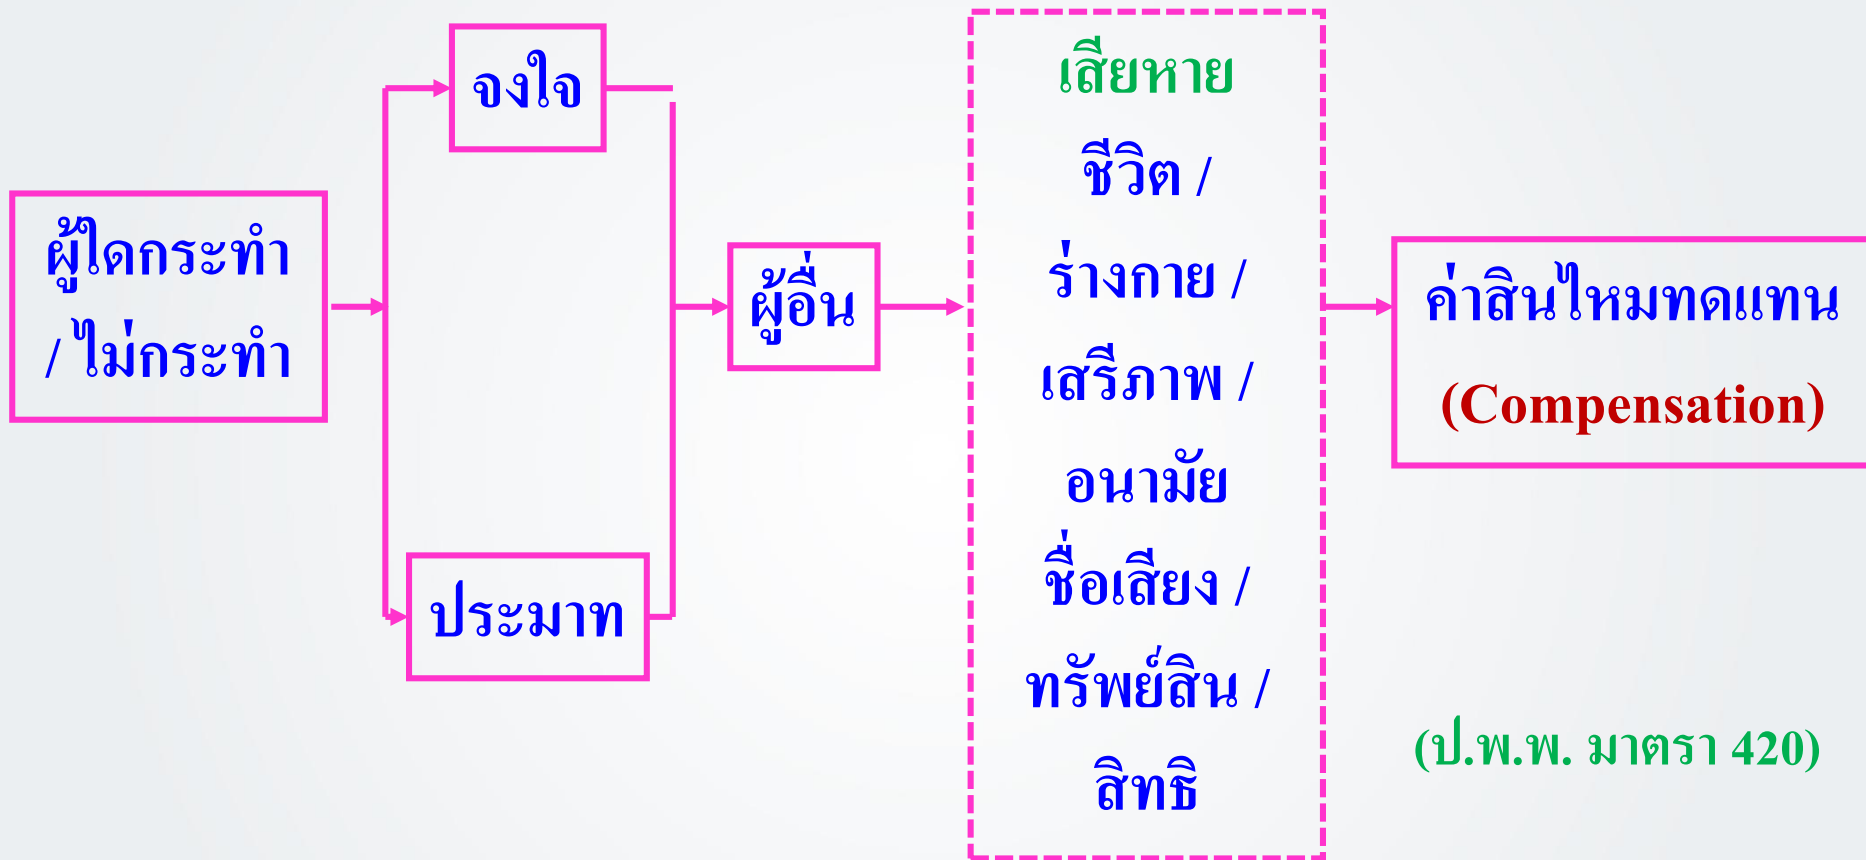 ผู้ใดกระทำ
/ ไม่กระทำ
จงใจ
ประมาท
ผู้อื่น
เสียหาย
ชีวิต /
ร่างกาย /
เสรีภาพ /
อนามัย
ชื่อเสียง /
ทรัพย์สิน /
สิทธิ
ค่าสินไหมทดแทน
(Compensation)
(ป.พ.พ. มาตรา 420)